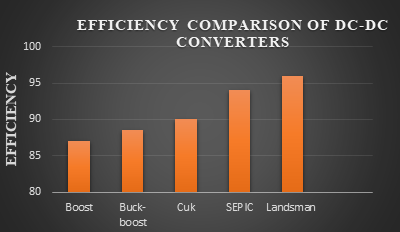 EFFICIENCY COMPARISON OF DC-DC
CONVERTERS
EFFICIENCY
100
95
90
85
80
Boost
Buck-
boost
Cuk
SEPIC
Landsman